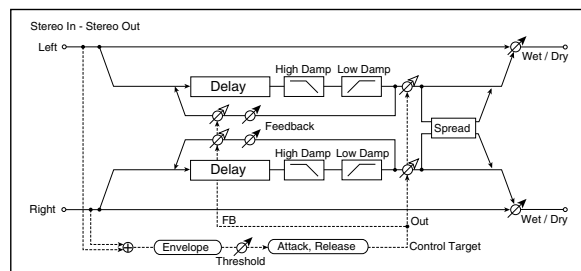 Stereo In - Stereo Out
Left
Wet / Dry
High Damp
Low Damp
Delay
Feedback
Spread
High Damp
Low Damp
Delay
Right
FB
Out
Wet / Dry
Envelope
Threshold
Attack, Release
Control Target